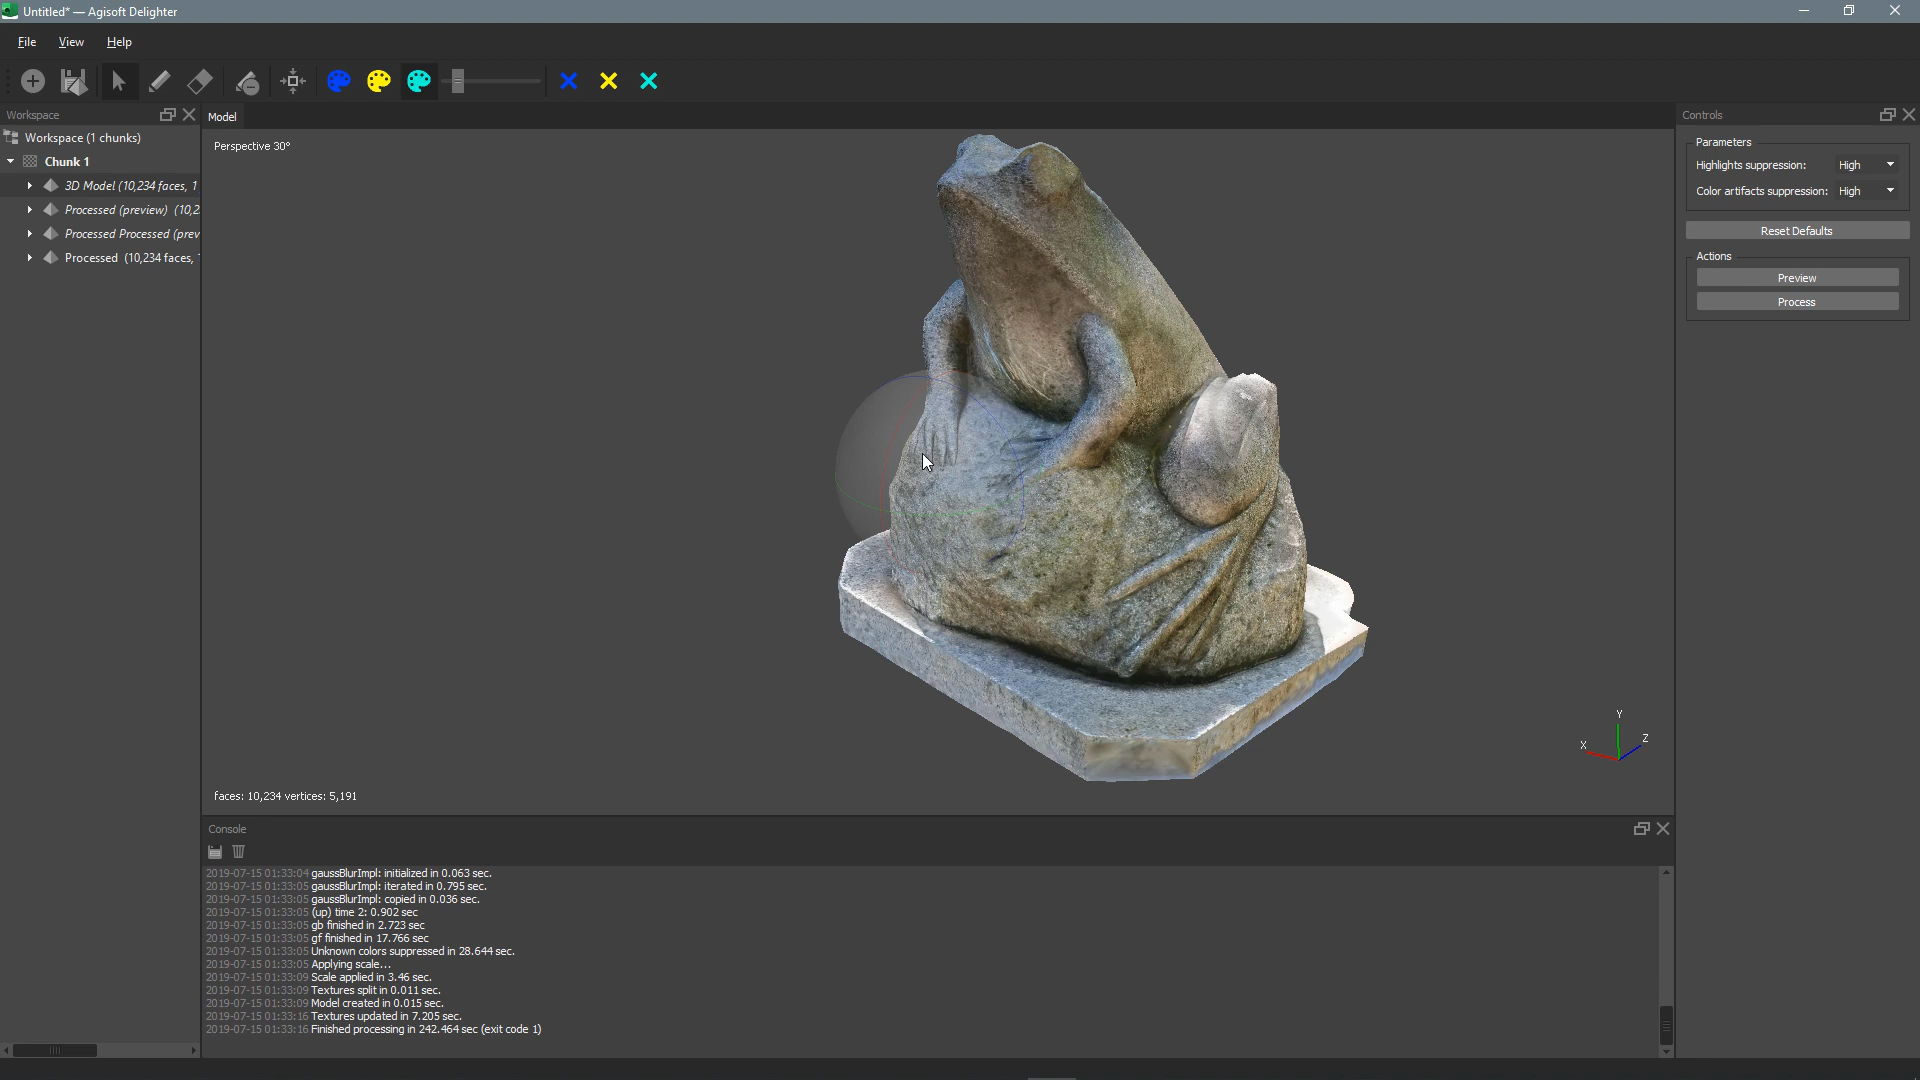 Untitled* — Agisoft Delighter
File View Help
Workspace
Workspace (1 chunks)
Chunk 1
3D Model (10,234 faces, 1
Processed (preview) (10,2
Processed Processed (prev
Processed (10,234 faces, 1
Model
Perspective 30°
faces: 10,234 vertices: 5,191
X
Y
Z
Controls
Parameters
Highlights suppression: High
Color artifacts suppression: High
Reset Defaults
Actions
Preview
Process
Console
2019-07-15 01:33:04 gaussBlurImpl: initialized in 0.063 sec.
2019-07-15 01:33:05 gaussBlurImpl: iterated in 0.795 sec.
2019-07-15 01:33:05 gaussBlurImpl: copied in 0.036 sec.
2019-07-15 01:33:05 (up) time 2: 0.902 sec
2019-07-15 01:33:05 gb finished in 2.723 sec
2019-07-15 01:33:05 gf finished in 17.766 sec
2019-07-15 01:33:05 Unknown colors suppressed in 28.644 sec.
2019-07-15 01:33:05 Applying scale...
2019-07-15 01:33:09 Scale applied in 3.46 sec.
2019-07-15 01:33:09 Textures split in 0.011 sec.
2019-07-15 01:33:09 Model created in 0.015 sec.
2019-07-15 01:33:16 Textures updated in 7.205 sec.
2019-07-15 01:33:16 Finished processing in 242.464 sec (exit code 1)